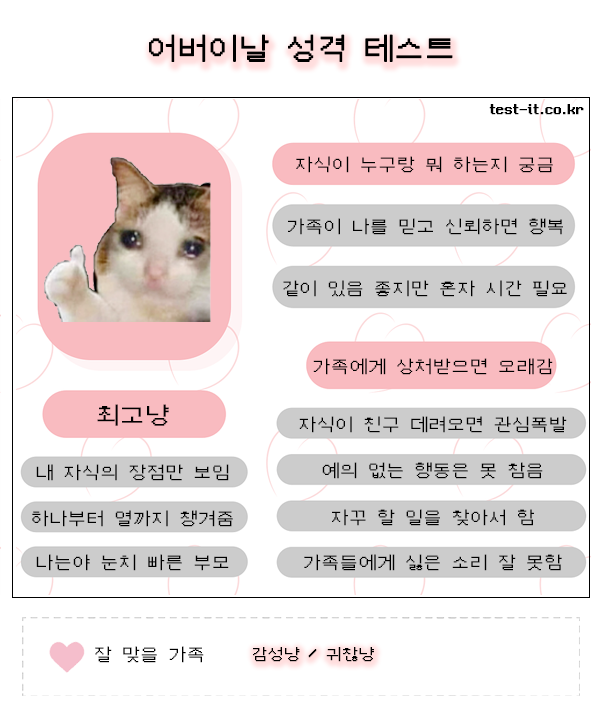 어버이날 성격 테스트
test-it.co.kr
최고냥
내 자식의 장점만 보임
하나부터 열까지 챙겨줌
나는야 눈치 빠른 부모
자식이 누구랑 뭐 하는지 궁금
가족이 나를 믿고 신뢰하면 행복
같이 있음 좋지만 혼자 시간 필요
가족에게 상처받으면 오래감
자식이 친구 데려오면 관심폭발
예의 없는 행동은 못 참음
자꾸 할 일을 찾아서 함
가족들에게 싫은 소리 잘 못함
잘 맞을 가족 감성냥 / 귀찮냥